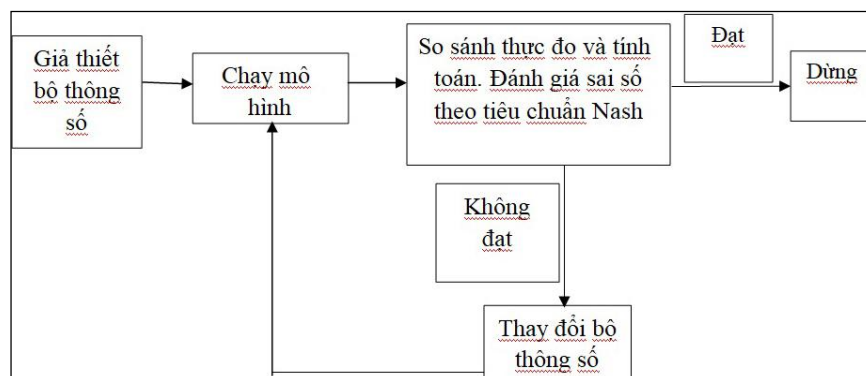 Giả thiết
bộ thông
số
Chạy mô
hình
So sánh thực đo và tính
toán. Đánh giá sai số
theo tiêu chuẩn Nash
Đạt
Dừng
Không
đạt
Thay đổi bộ
thông số